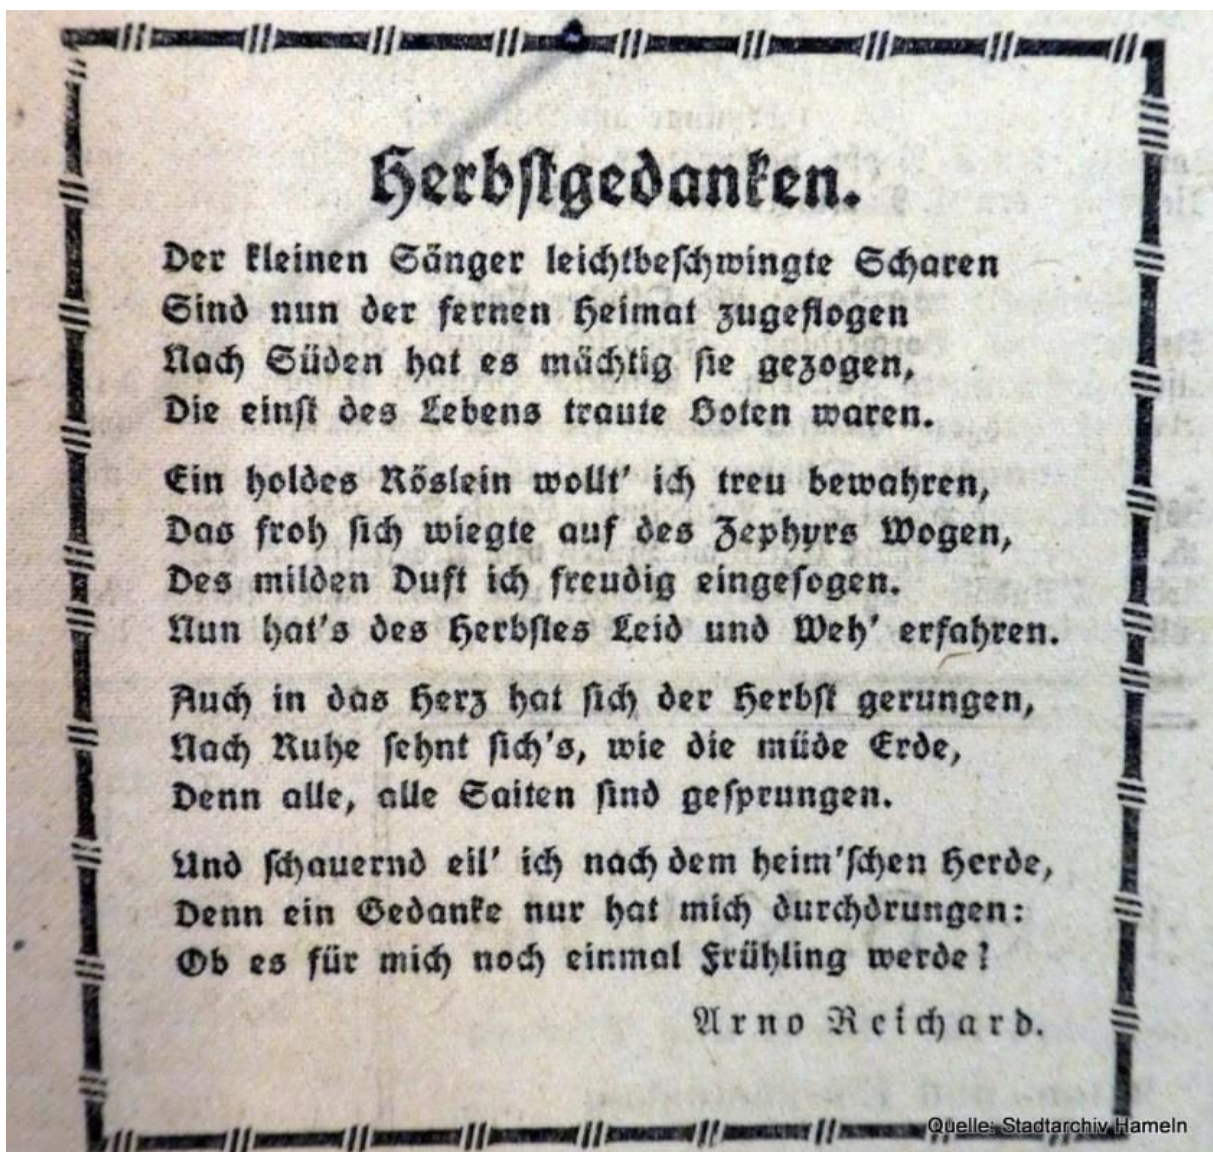 Herbstgedanken.
Der kleinen Sänger leichtbeschwingte Scharen
Sind nun der fernen Heimat zugeflogen
Nach Süden hat es mächtig sie gezogen,
Die einst des Lebens traute Boten waren.
Ein holdes Röslein wollt' ich treu bewahren,
Das froh sich wiegte auf des Zephyrs Wogen,
Des milden Duft ich freudig eingesogen.
Nun hat's des Herbstes Leid und Weh' erfahren.
Auch in das Herz hat sich der Herbst gerungen,
Nach Ruhe sehnt sich's, wie die müde Erde,
Denn alle, alle Saiten sind gesprungen.
Und schauernd eil' ich nach dem heim'schen Herde,
Denn ein Gedanke nur hat mich durchdrungen:
Ob es für mich noch einmal Frühling werde?
Arno Reichard.
Quelle: Stadtarchiv Hameln